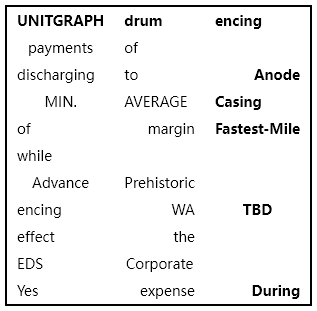 UNITGRAPH drum encing
payments of
discharging to Anode
MIN. AVERAGE Casing
of margin Fastest-Mile
while
Advance Prehistoric
encing WA TBD
effect the
EDS Corporate
Yes expense During